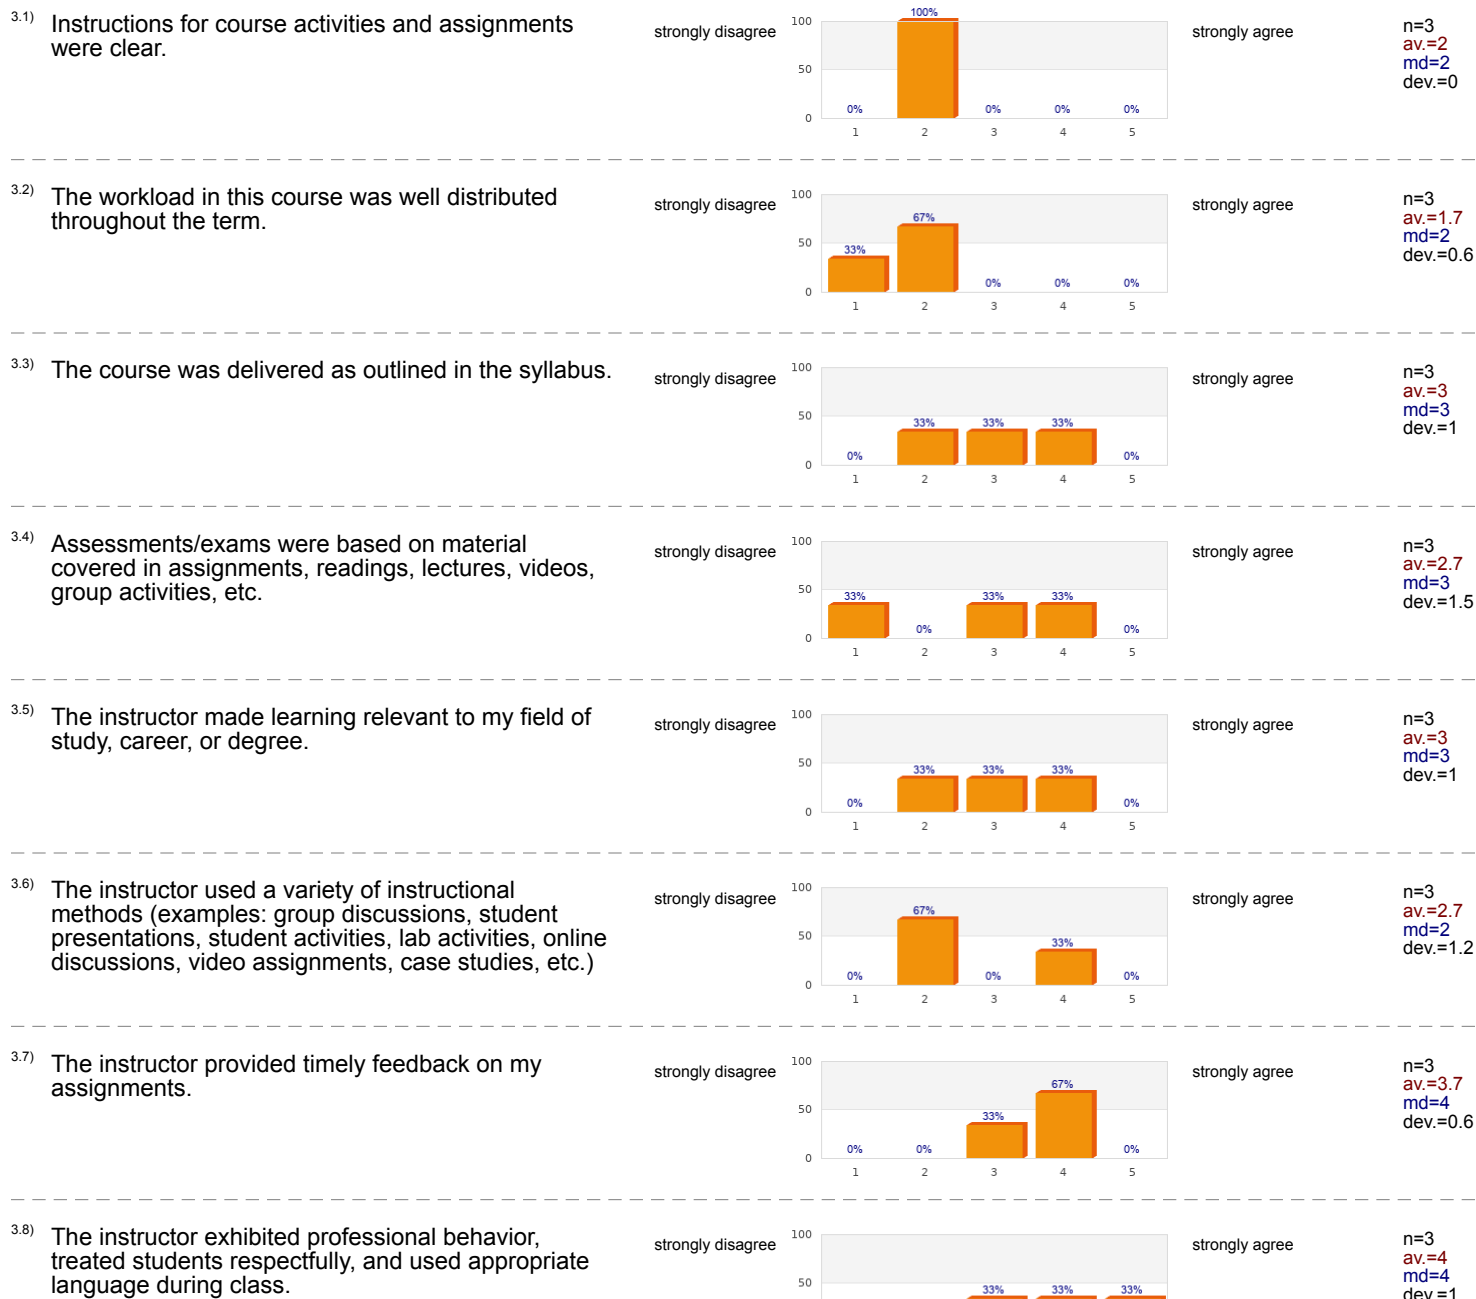 3.1) Instructions for course activities and assignments
were clear.
strongly disagree
100
50
0
100%
0%
0%
0%
0%
1 2 3 4 5
strongly agree
n=3
av.=2
md=2
dev.=0
3.2) The workload in this course was well distributed
throughout the term.
strongly disagree
100
50
0
33%
67%
0%
0%
0%
1 2 3 4 5
strongly agree
n=3
av.=1.7
md=2
dev.=0.6
3.3) The course was delivered as outlined in the syllabus.
strongly disagree
100
50
0
0%
33%
33%
33%
0%
1 2 3 4 5
strongly agree
n=3
av.=3
md=3
dev.=1
3.4) Assessments/exams were based on material
covered in assignments, readings, lectures, videos,
group activities, etc.
strongly disagree
100
50
0
33%
0%
33%
33%
0%
1 2 3 4 5
strongly agree
n=3
av.=2.7
md=3
dev.=1.5
3.5) The instructor made learning relevant to my field of
study, career, or degree.
strongly disagree
100
50
0
0%
33%
33%
33%
0%
1 2 3 4 5
strongly agree
n=3
av.=3
md=3
dev.=1
3.6) The instructor used a variety of instructional
methods (examples: group discussions, student
presentations, student activities, lab activities, online
discussions, video assignments, case studies, etc.)
strongly disagree
100
50
0
0%
67%
0%
33%
0%
1 2 3 4 5
strongly agree
n=3
av.=2.7
md=2
dev.=1.2
3.7) The instructor provided timely feedback on my
assignments.
strongly disagree
100
50
0
0%
0%
33%
67%
0%
1 2 3 4 5
strongly agree
n=3
av.=3.7
md=4
dev.=0.6
3.8) The instructor exhibited professional behavior,
treated students respectfully, and used appropriate
language during class.
strongly disagree
100
50
33%
33%
33%
strongly agree
n=3
av.=4
md=4
dev.=1